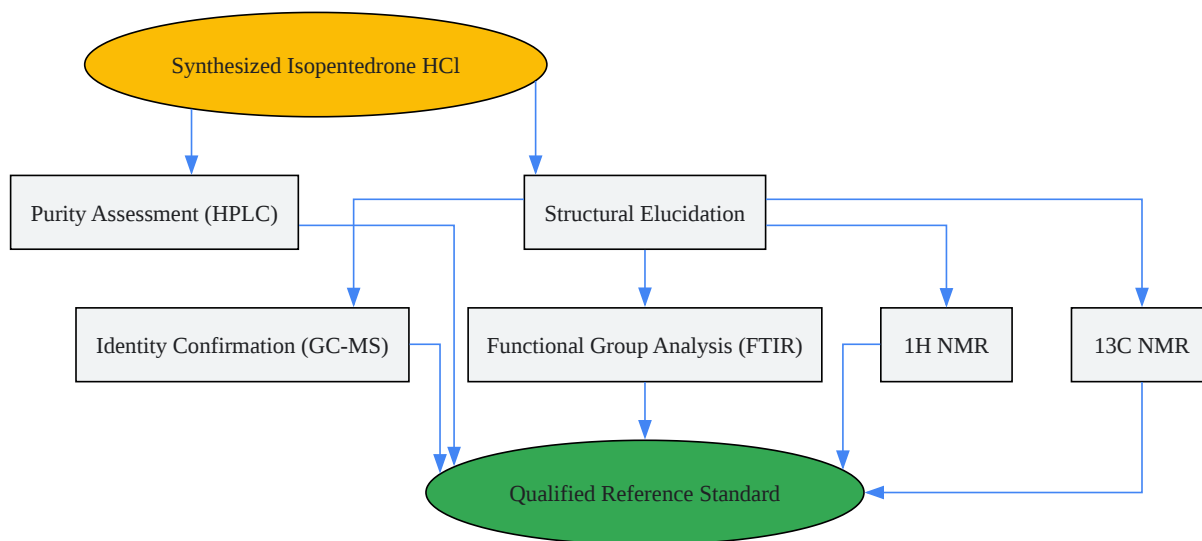 Synthesized Isopentedrone HCl
Purity Assessment (HPLC)
Structural Elucidation
Identity Confirmation (GC-MS)
Functional Group Analysis (FTIR)
1H NMR
13C NMR
Qualified Reference Standard